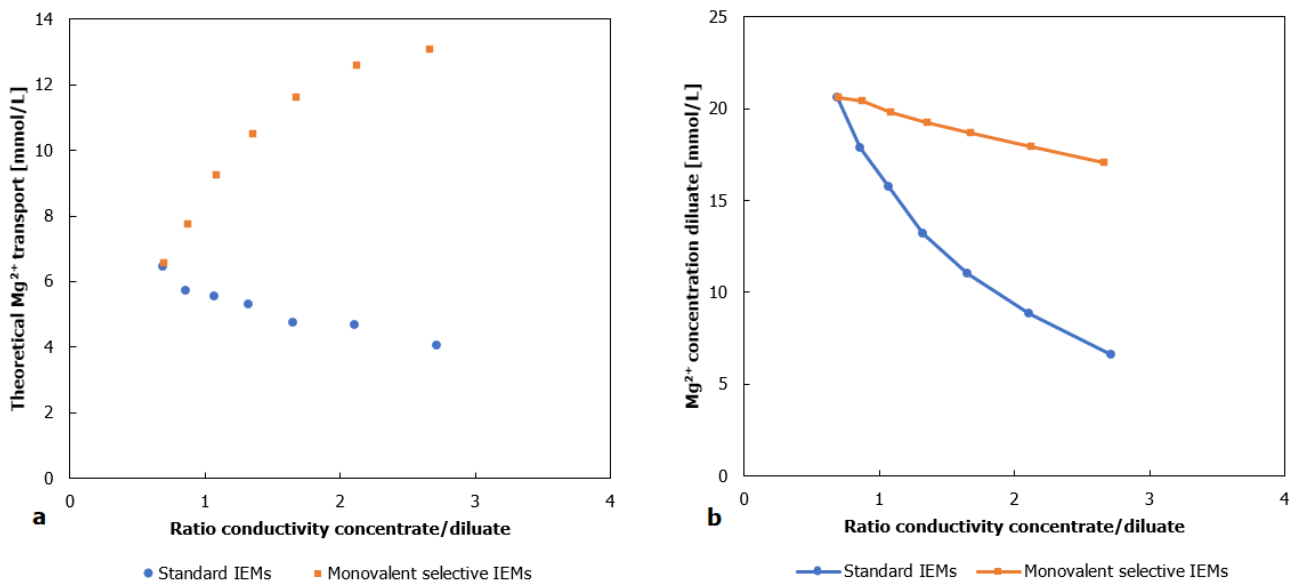 Theoretical Mg²⁺ transport [mmol/L]
14
12
10
8
6
4
2
0
0 1 2 3 4
Ratio conductivity concentrate/diluate
a
Standard IEMs Monovalent selective IEMs
Mg²⁺ concentration diluate [mmol/L]
25
20
15
10
5
0
0 1 2 3 4
Ratio conductivity concentrate/diluate
b
Standard IEMs Monovalent selective IEMs